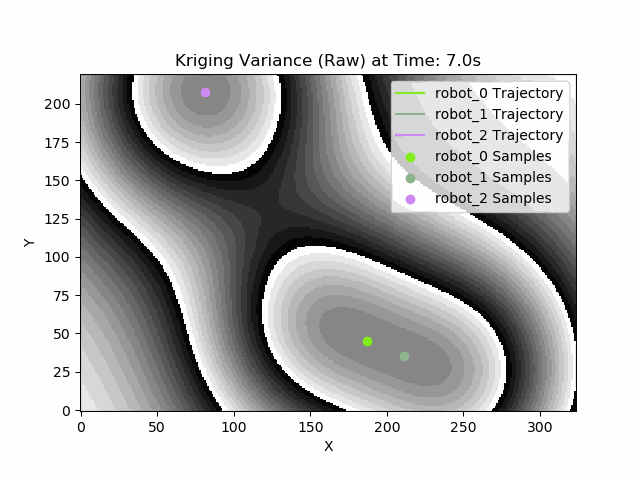 Kriging Variance (Raw) at Time: 7.0s
robot_0 Trajectory
robot_1 Trajectory
robot_2 Trajectory
robot_0 Samples
robot_1 Samples
robot_2 Samples
200
175
150
125
100
75
50
25
0
Y
0 50 100 150 200 250 300
X